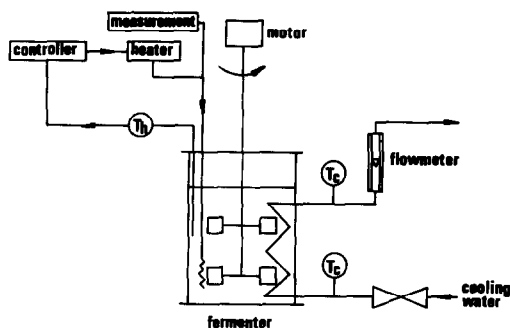 measurement
motor
controller
heater
Th
flowmeter
Tc
Tc
cooling
water
fermenter